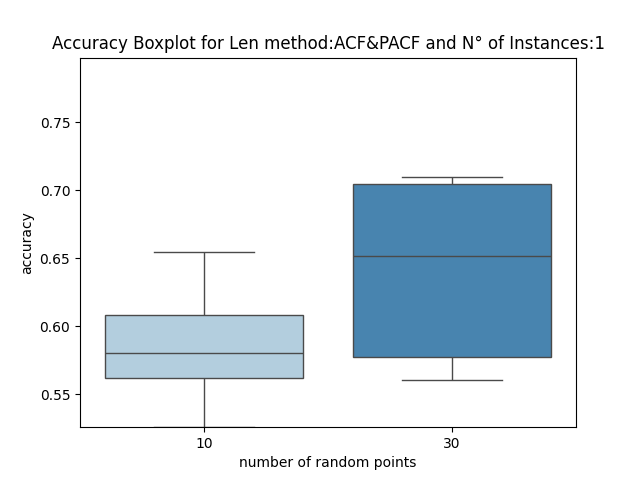 Accuracy Boxplot for Len method:ACF&PACF and N° of Instances:1
0.75
0.70
0.65
0.60
0.55
accuracy
10 30
number of random points